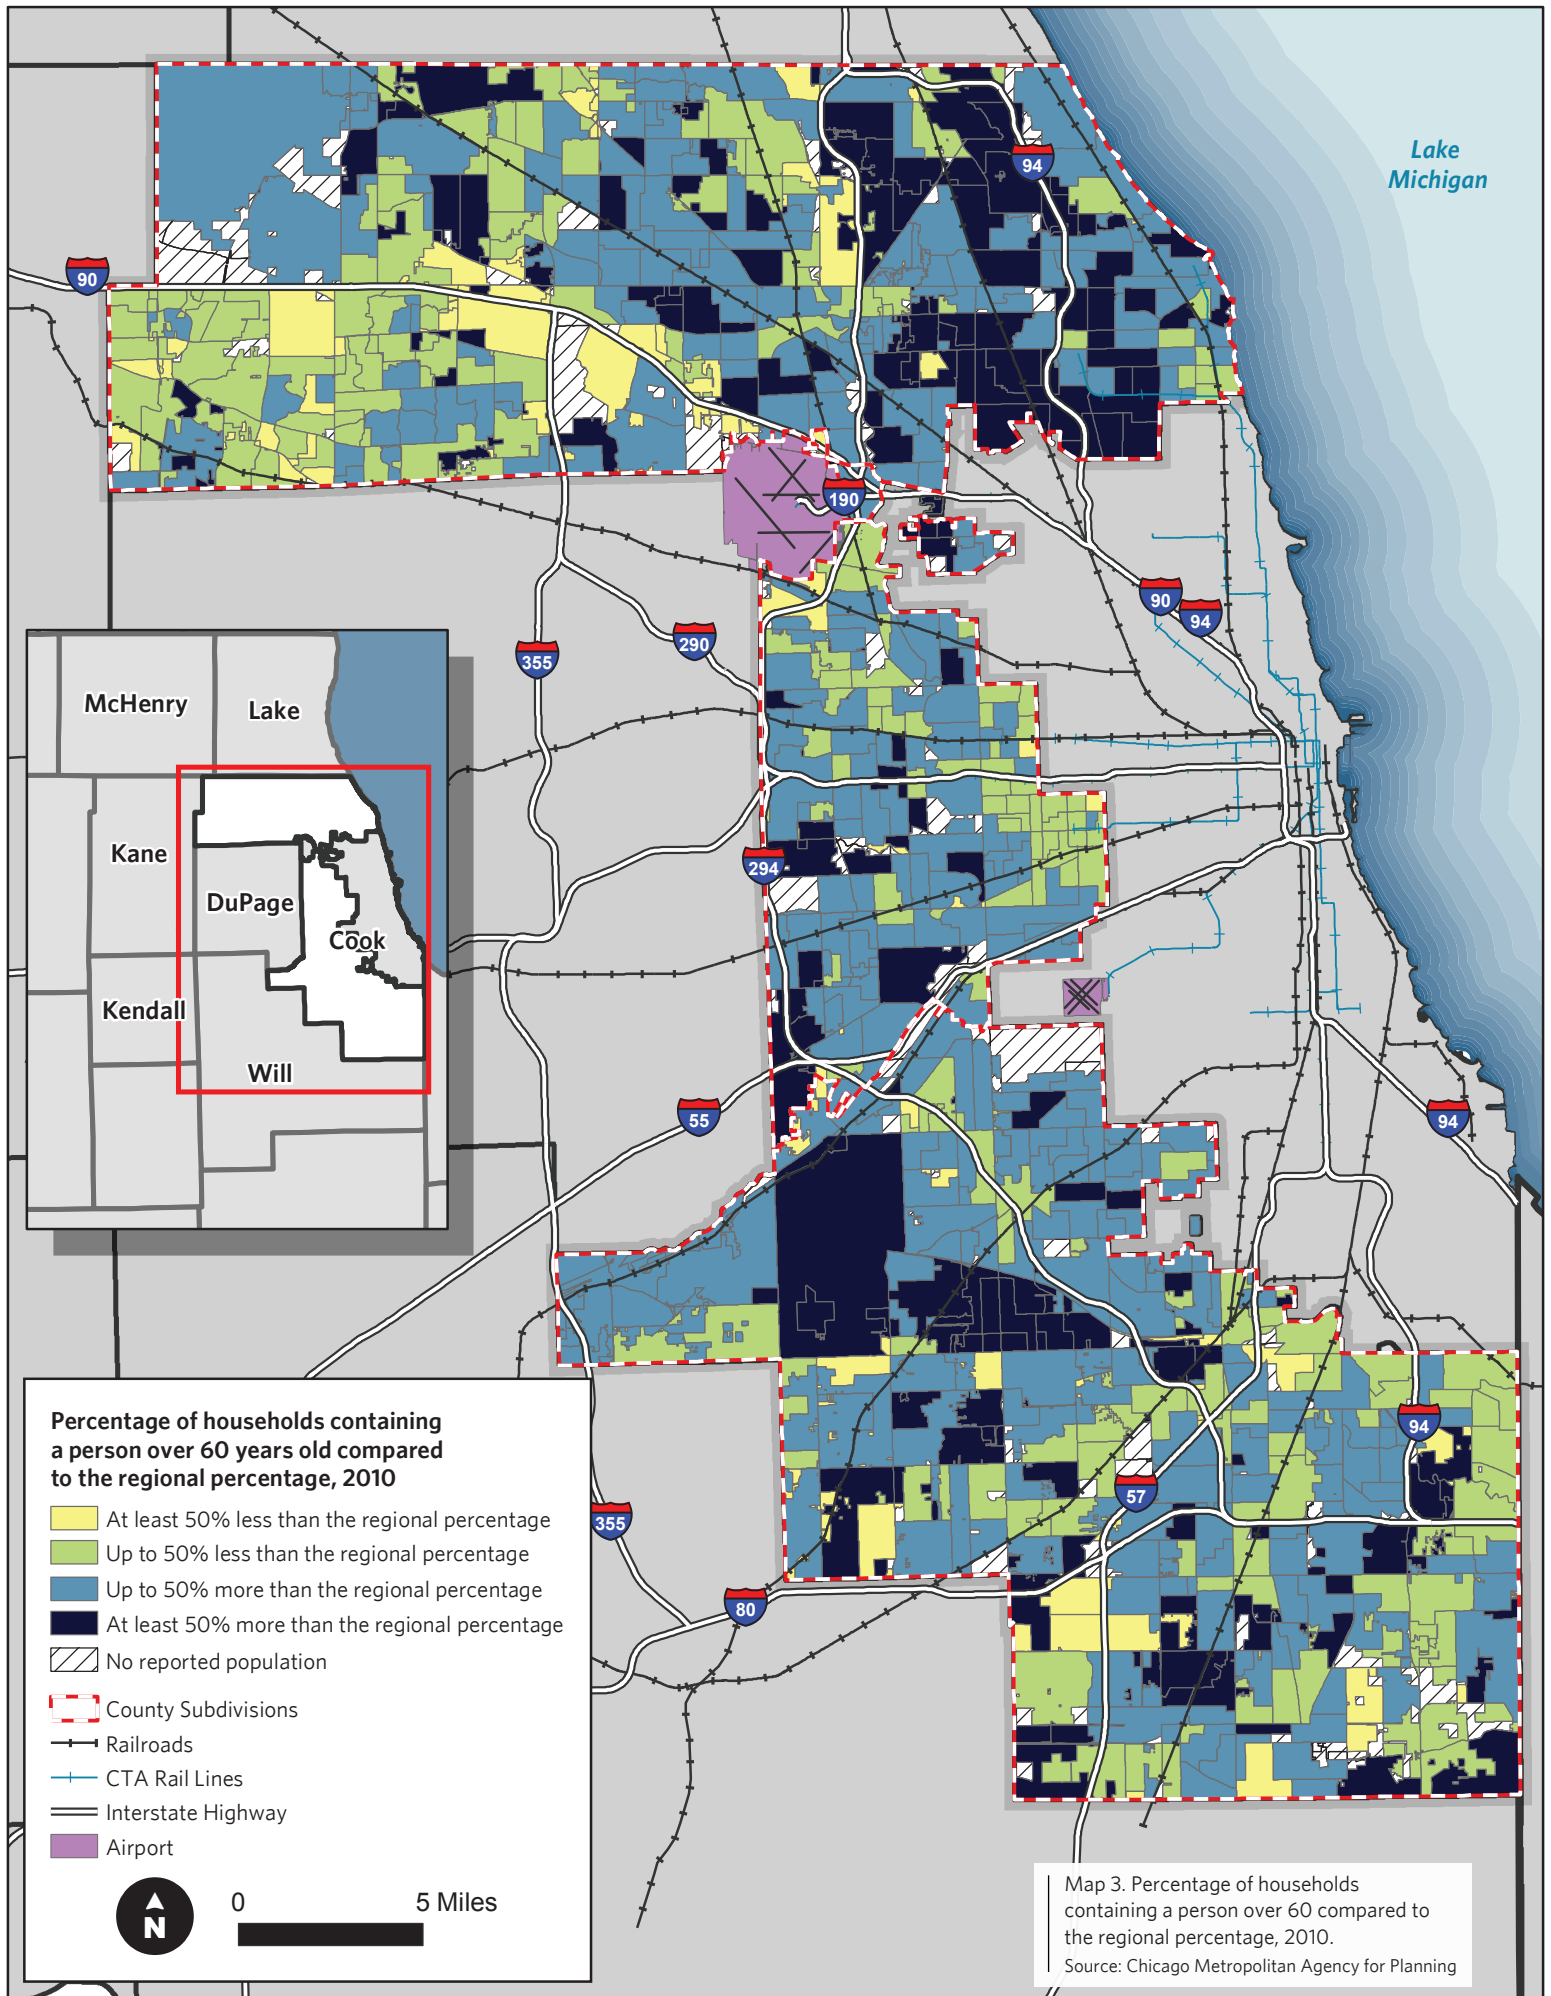 Lake
Michigan
94
90
190
90
94
290
355
McHenry
Lake
Kane
294
DuPage
Cook
Kendall
Will
55
94
Percentage of households containing
a person over 60 years old compared
to the regional percentage, 2010
At least 50% less than the regional percentage
Up to 50% less than the regional percentage
Up to 50% more than the regional percentage
At least 50% more than the regional percentage
No reported population
County Subdivisions
Railroads
CTA Rail Lines
Interstate Highway
Airport
N
0 5 Miles
94
57
355
80
Map 3. Percentage of households
containing a person over 60 compared to
the regional percentage, 2010.
Source: Chicago Metropolitan Agency for Planning